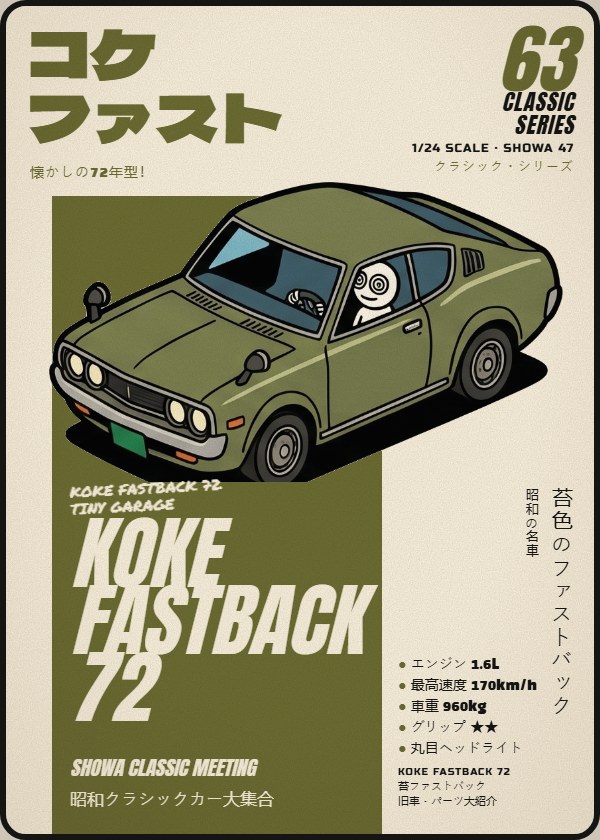 コケ
ファスト
懐かしの72年型!
63
CLASSIC
SERIES
1/24 SCALE · SHOWA 47
クラシック・シリーズ
KOKE FASTBACK 72
TINY GARAGE
KOKE
FASTBACK
72
SHOWA CLASSIC MEETING
昭和クラシックカー大集合
苔色のファストバック
昭和の名車
● エンジン 1.6L
● 最高速度 170km/h
● 車重 960kg
● グリップ ★★
● 丸目ヘッドライト
KOKE FASTBACK 72
苔ファストバック
旧車・パーツ大紹介